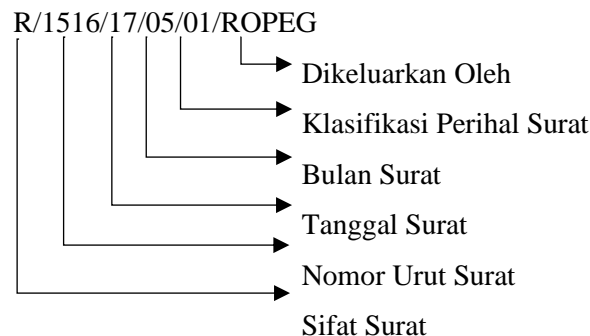 R/1516/17/05/01/ROPEG
Dikeluarkan Oleh
Klasifikasi Perihal Surat
Bulan Surat
Tanggal Surat
Nomor Urut Surat
Sifat Surat